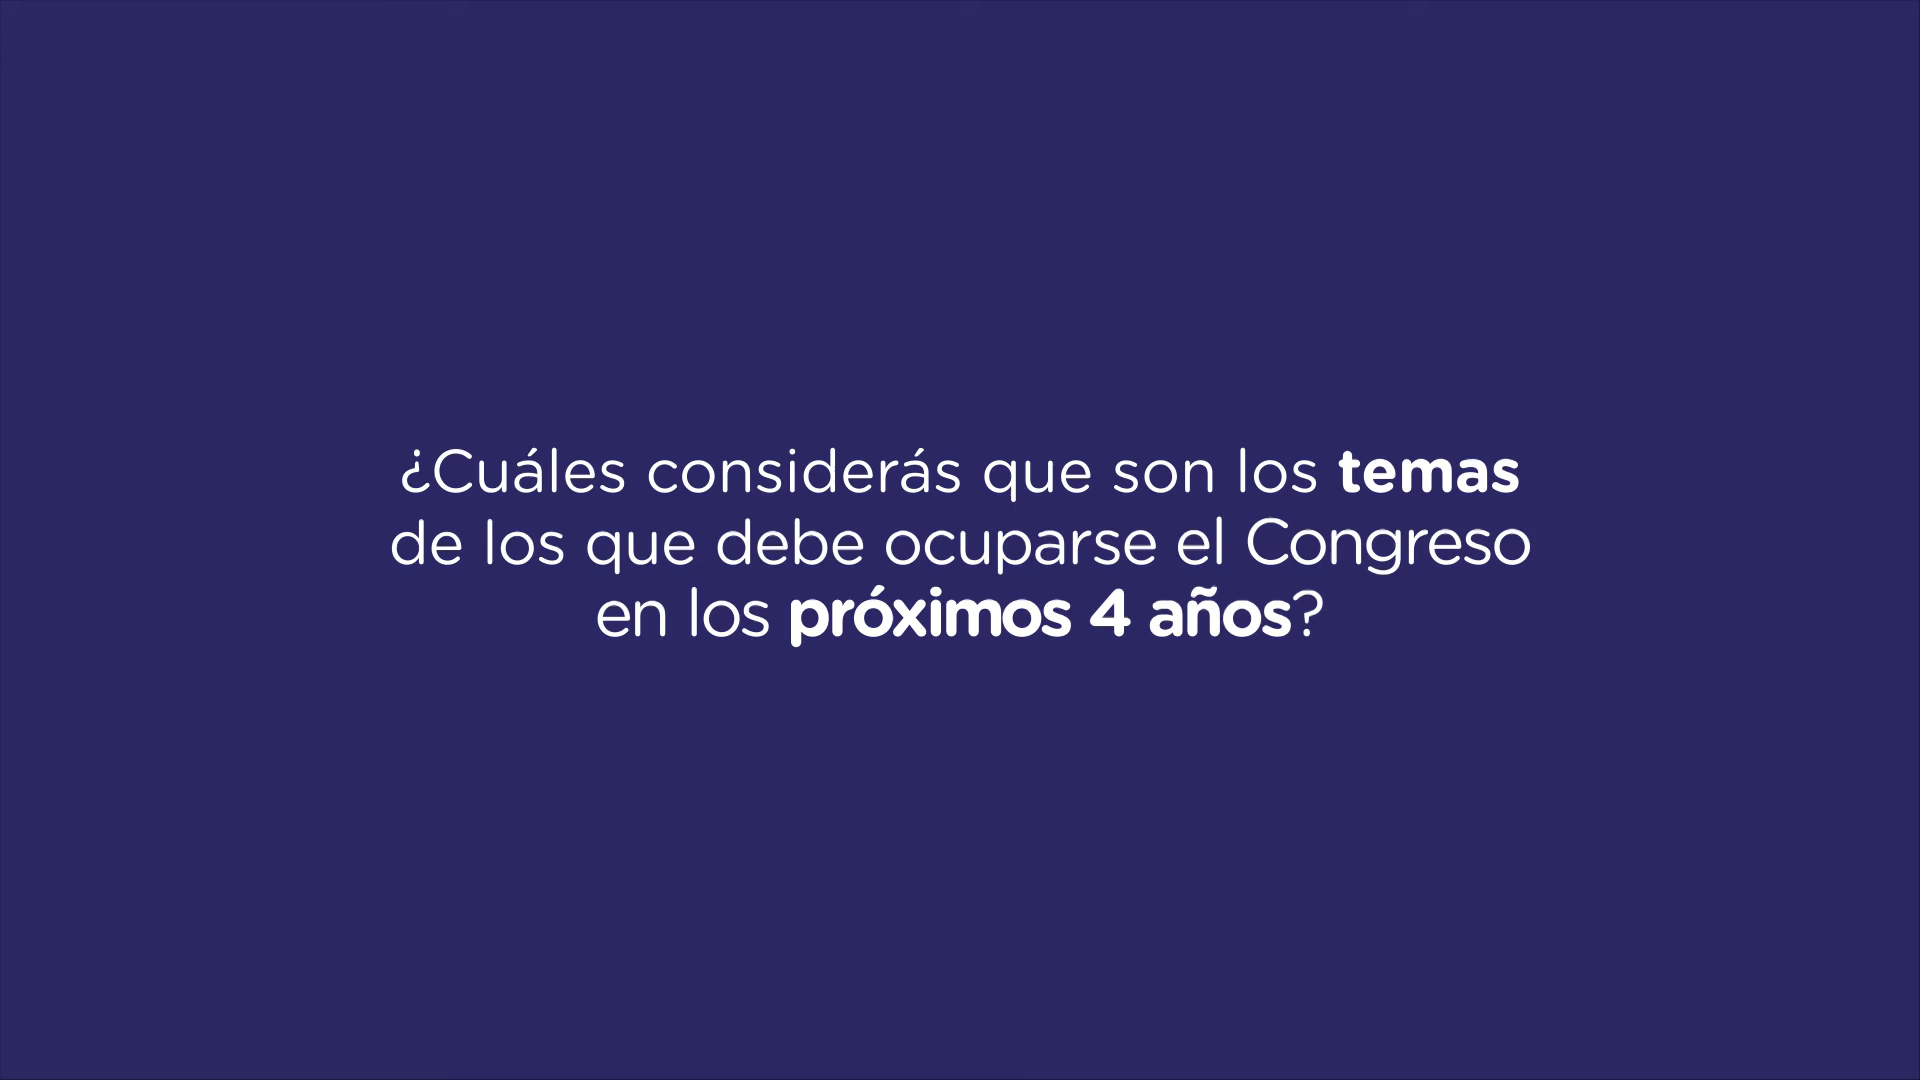 ¿Cuáles considerás que son los temas
de los que debe ocuparse el Congreso
en los próximos 4 años?